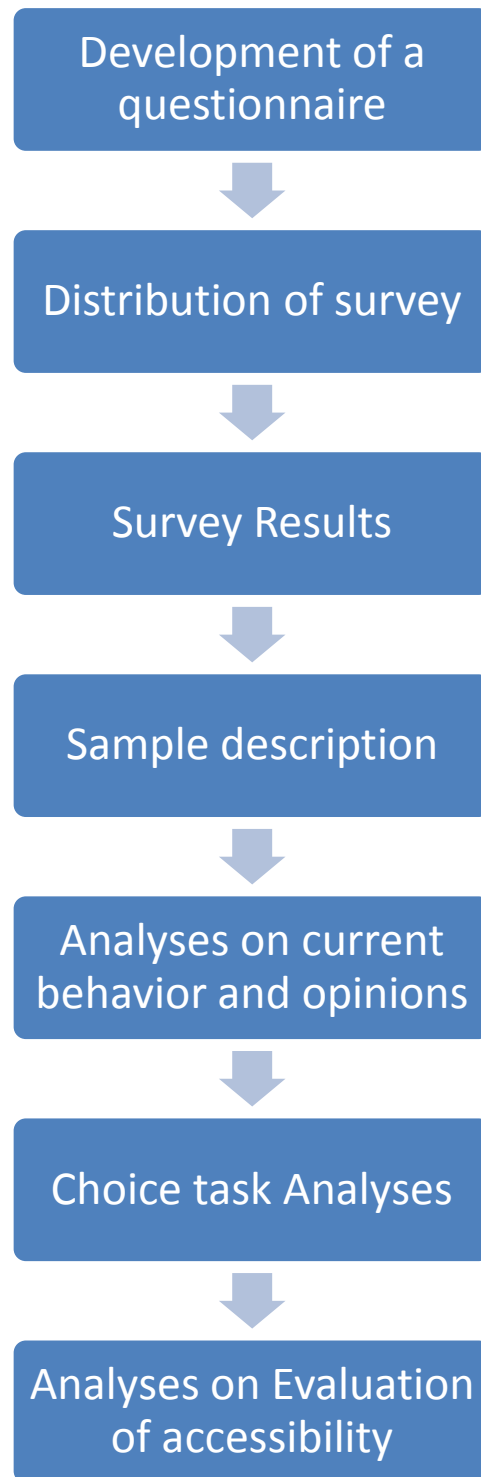 Development of a
questionnaire
Distribution of survey
Survey Results
Sample description
Analyses on current
behavior and opinions
Choice task Analyses
Analyses on Evaluation
of accessibility